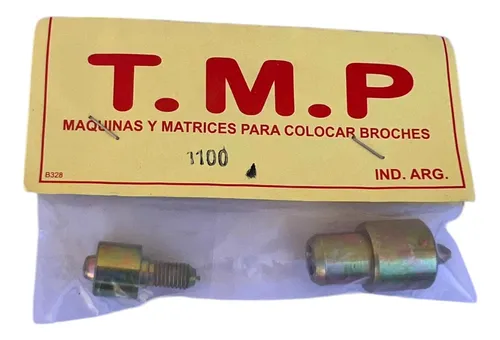 T. M. P
MAQUINAS Y MATRICES PARA COLOCAR BROCHES
1100
B328
IND. ARG.